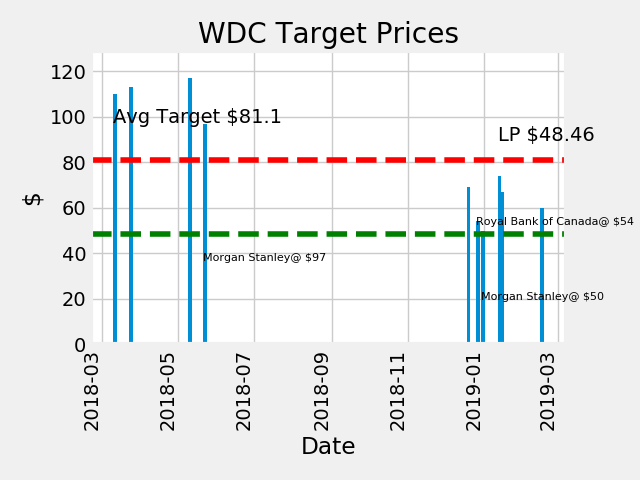 WDC Target Prices
120
100
80
60
40
20
0
$
Avg Target $81.1
LP $48.46
Royal Bank of Canada@ $54
Morgan Stanley@ $97
Morgan Stanley@ $50
2018-03
2018-05
2018-07
2018-09
2018-11
2019-01
2019-03
Date